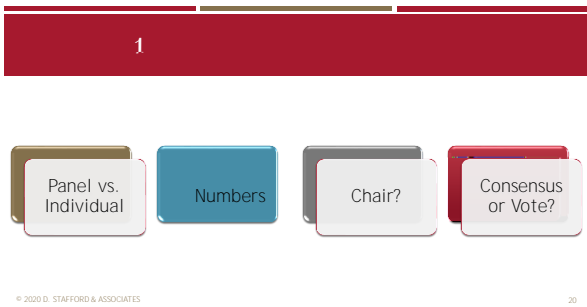 1
Panel vs.
Individual
Numbers
Chair?
Consensus
or Vote?
© 2020 D. STAFFORD & ASSOCIATES
20